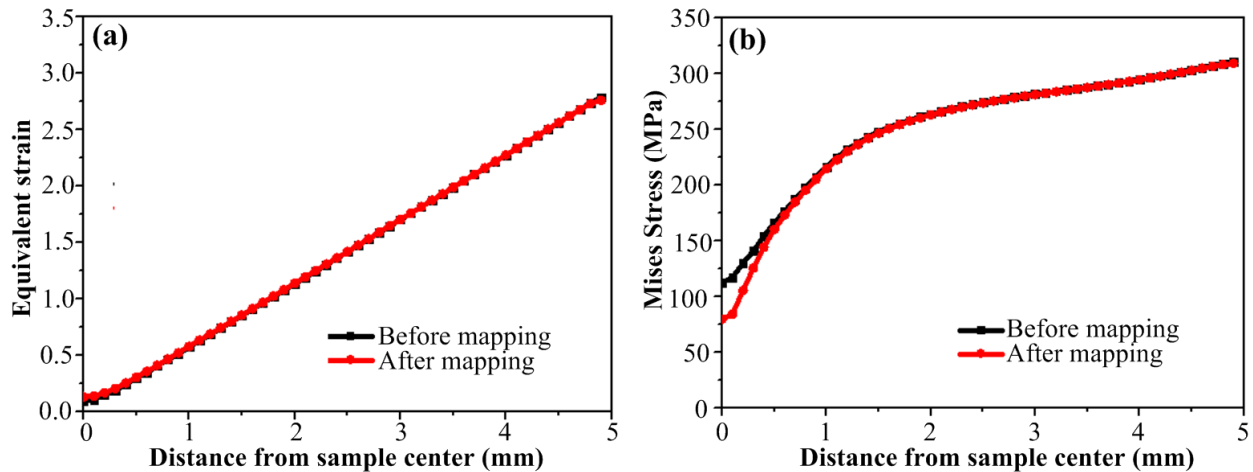 (a)
Equivalent strain
3.5
3.0
2.5
2.0
1.5
1.0
0.5
0.0
0 1 2 3 4 5
Distance from sample center (mm)
Before mapping
After mapping
(b)
Mises Stress (MPa)
350
300
250
200
150
100
50
0
0 1 2 3 4 5
Distance from sample center (mm)
Before mapping
After mapping